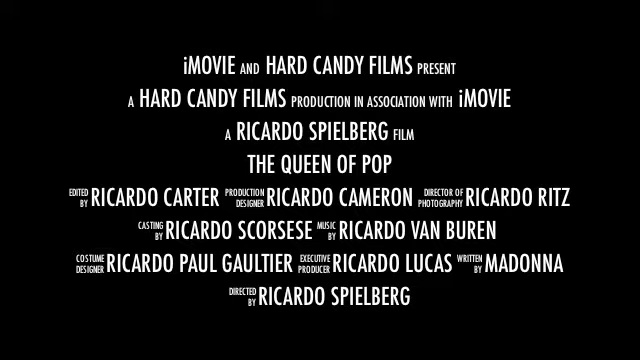 iMOVIE AND HARD CANDY FILMS PRESENT
A HARD CANDY FILMS PRODUCTION IN ASSOCIATION WITH iMOVIE
A RICARDO SPIELBERG FILM
THE QUEEN OF POP
EDITED BY RICARDO CARTER PRODUCTION DESIGNER RICARDO CAMERON DIRECTOR OF PHOTOGRAPHY RICARDO RITZ
CASTING BY RICARDO SCORSESE MUSIC BY RICARDO VAN BUREN
COSTUME DESIGNER RICARDO PAUL GAULTIER EXECUTIVE PRODUCER RICARDO LUCAS WRITTEN BY MADONNA
DIRECTED BY RICARDO SPIELBERG